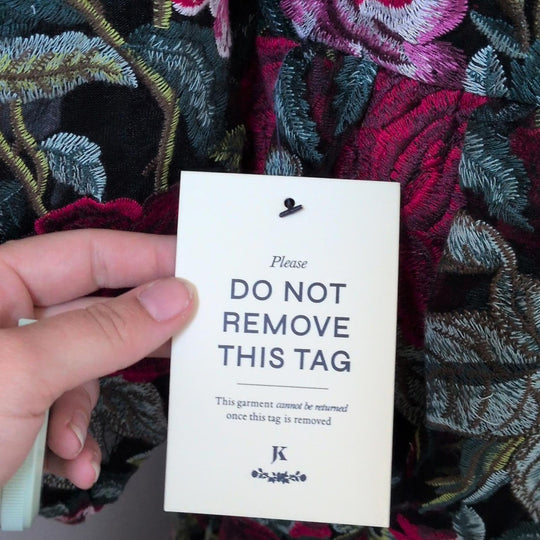 Please
DO NOT
REMOVE
THIS TAG
This garment cannot be returned
once this tag is removed
JK